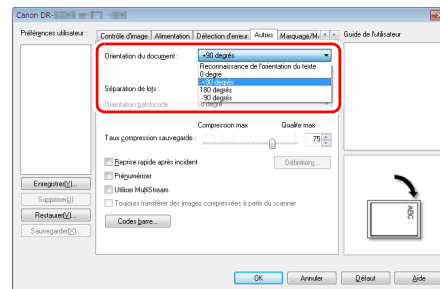 Canon DR-
Préférences utilisateur :
Contrôle d'image
Alimentation
Détection d'erreur
Autres
Marquage/M
Guide de l'utilisateur
Orientation du document :
+90 degrés
Reconnaissance de l'orientation du texte
0 degré
+90 degrés
180 degrés
-90 degrés
Séparation de lots :
Orientation patchcode :
0 degré
Compression max
Qualité max
Taux compression sauvegarde :
75
Reprise rapide après incident
Définitions...
Prénumériser
Utiliser MultiStream
Toujours transférer des images compressées à partir du scanner
Codes barre...
Enregistrer(V)...
Supprimer(U)
Restaurer(W)...
Sauvegarder(X)...
ABC
OK
Annuler
Défaut
Aide